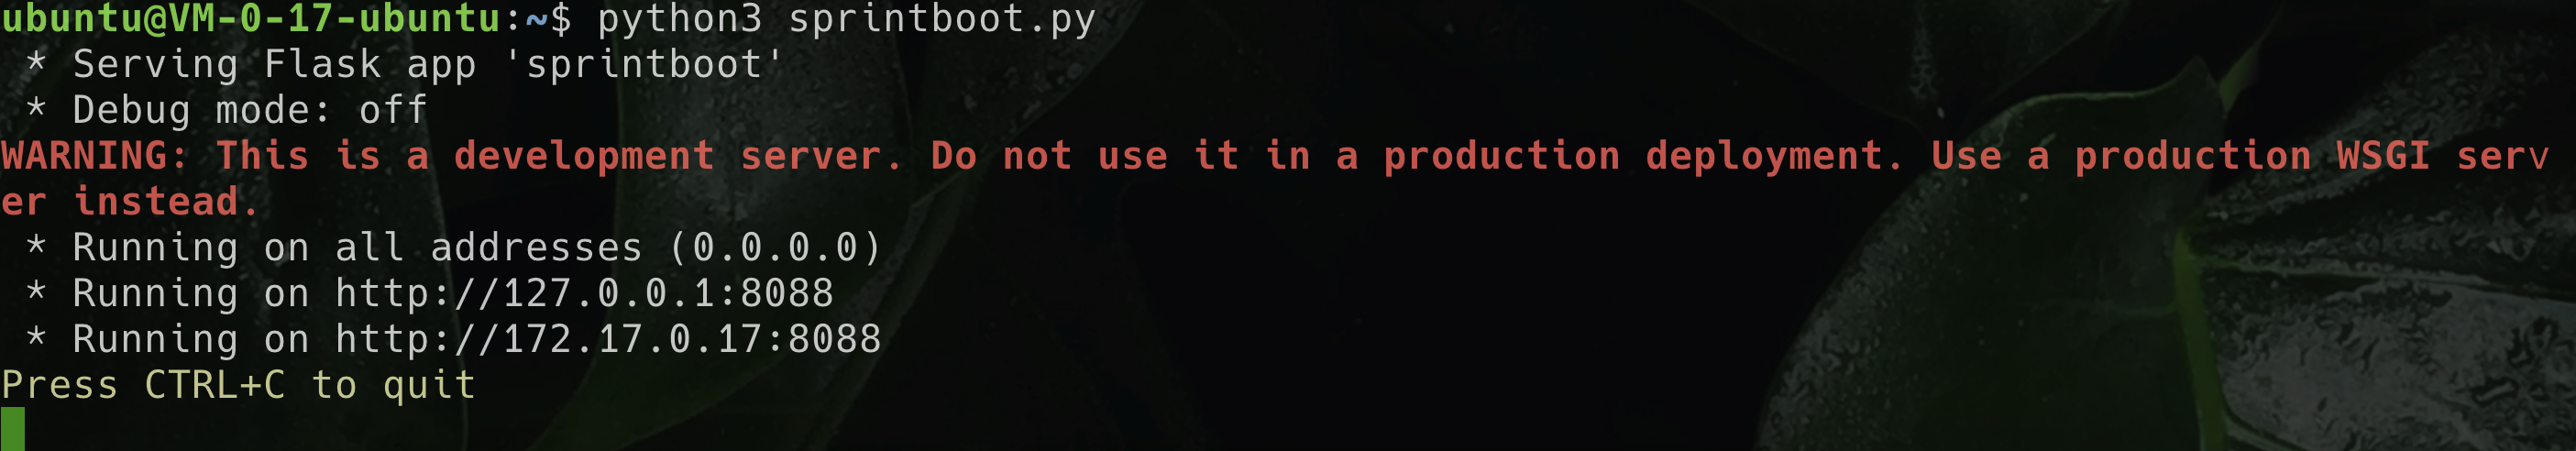 ubuntu@VM-0-17-ubuntu:~$ python3 sprintboot.py
 * Serving Flask app 'sprintboot'
 * Debug mode: off
WARNING: This is a development server. Do not use it in a production deployment. Use a production WSGI serv
er instead.
 * Running on all addresses (0.0.0.0)
 * Running on http://127.0.0.1:8088
 * Running on http://172.17.0.17:8088
Press CTRL+C to quit